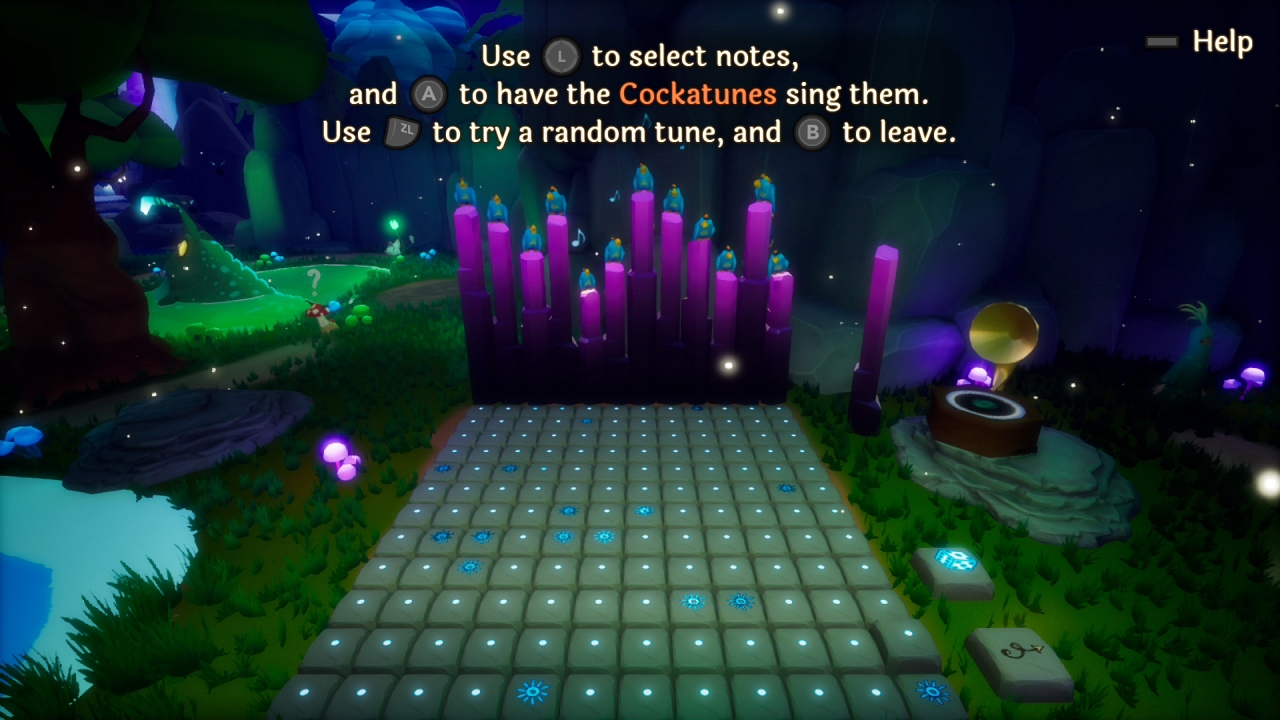 Use L to select notes,
and A to have the Cockatunes sing them.
Use ZL to try a random tune, and B to leave.
Help
?